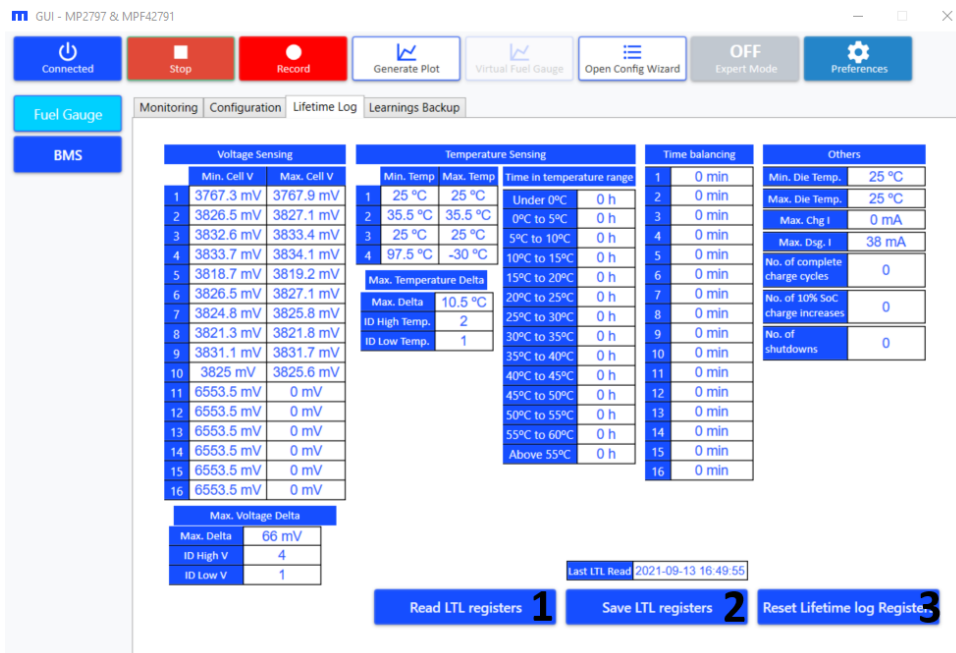 GUI - MP2797 & MPF42791
Connected
Stop
Record
Generate Plot
Virtual Fuel Gauge
Open Config Wizard
OFF
Expert Mode
Preferences
Fuel Gauge
BMS
Monitoring Configuration Lifetime Log Learnings Backup
Voltage Sensing
Min. Cell V Max. Cell V
1 3767.3 mV 3767.9 mV
2 3826.5 mV 3827.1 mV
3 3832.6 mV 3833.4 mV
4 3833.7 mV 3834.1 mV
5 3818.7 mV 3819.2 mV
6 3826.5 mV 3827.1 mV
7 3824.8 mV 3825.8 mV
8 3821.3 mV 3821.8 mV
9 3831.1 mV 3831.7 mV
10 3825 mV 3825.6 mV
11 6553.5 mV 0 mV
12 6553.5 mV 0 mV
13 6553.5 mV 0 mV
14 6553.5 mV 0 mV
15 6553.5 mV 0 mV
16 6553.5 mV 0 mV
Max. Voltage Delta
Max. Delta 66 mV
ID High V 4
ID Low V 1
Temperature Sensing
Min. Temp Max. Temp
1 25 ºC 25 ºC
2 35.5 ºC 35.5 ºC
3 25 ºC 25 ºC
4 97.5 ºC -30 ºC
Max. Temperature Delta
Max. Delta 10.5 ºC
ID High Temp. 2
ID Low Temp. 1
Time in temperature range
Under 0ºC 0 h
0ºC to 5ºC 0 h
5ºC to 10ºC 0 h
10ºC to 15ºC 0 h
15ºC to 20ºC 0 h
20ºC to 25ºC 0 h
25ºC to 30ºC 0 h
30ºC to 35ºC 0 h
35ºC to 40ºC 0 h
40ºC to 45ºC 0 h
45ºC to 50ºC 0 h
50ºC to 55ºC 0 h
55ºC to 60ºC 0 h
Above 55ºC 0 h
Time balancing
1 0 min
2 0 min
3 0 min
4 0 min
5 0 min
6 0 min
7 0 min
8 0 min
9 0 min
10 0 min
11 0 min
12 0 min
13 0 min
14 0 min
15 0 min
16 0 min
Others
Min. Die Temp. 25 ºC
Max. Die Temp. 25 ºC
Max. Chg I 0 mA
Max. Dsg. I 38 mA
No. of complete
charge cycles 0
No. of 10% SoC
charge increases 0
No. of
shutdowns 0
Last LTL Read 2021-09-13 16:49:55
Read LTL registers 1
Save LTL registers 2
Reset Lifetime log Registers 3